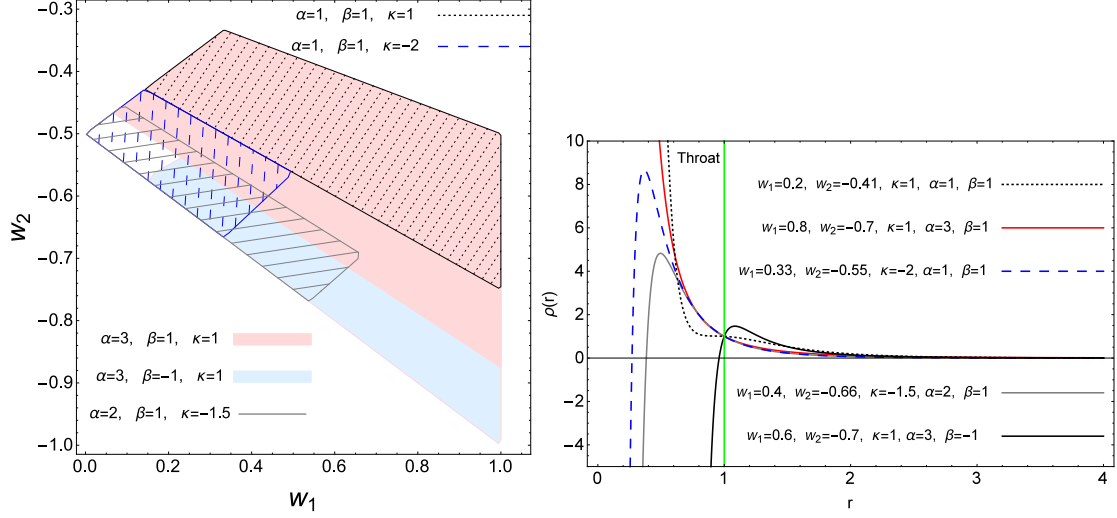 α=1, β=1, κ=1
α=1, β=1, κ=-2
α=3, β=1, κ=1
α=3, β=-1, κ=1
α=2, β=1, κ=-1.5
-0.3
-0.4
-0.5
-0.6
-0.7
-0.8
-0.9
-1.0
w₂
0.0 0.2 0.4 0.6 0.8 1.0
w₁
Throat
w₁=0.2, w₂=-0.41, κ=1, α=1, β=1
w₁=0.8, w₂=-0.7, κ=1, α=3, β=1
w₁=0.33, w₂=-0.55, κ=-2, α=1, β=1
w₁=0.4, w₂=-0.66, κ=-1.5, α=2, β=1
w₁=0.6, w₂=-0.7, κ=1, α=3, β=-1
10
8
6
4
2
0
-2
-4
ρ(r)
0 1 2 3 4
r